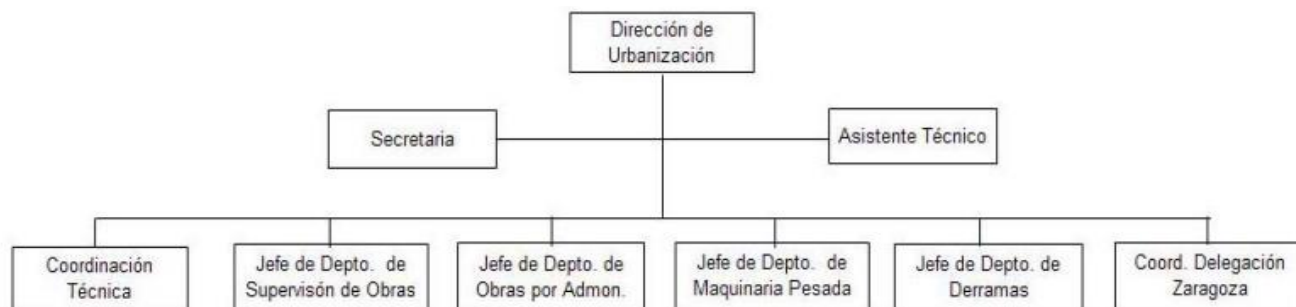 Dirección de
Urbanización
Secretaria
Asistente Técnico
Coordinación
Técnica
Jefe de Depto. de
Supervisón de Obras
Jefe de Depto. de
Obras por Admon.
Jefe de Depto. de
Maquinaria Pesada
Jefe de Depto. de
Derramas
Coord. Delegación
Zaragoza